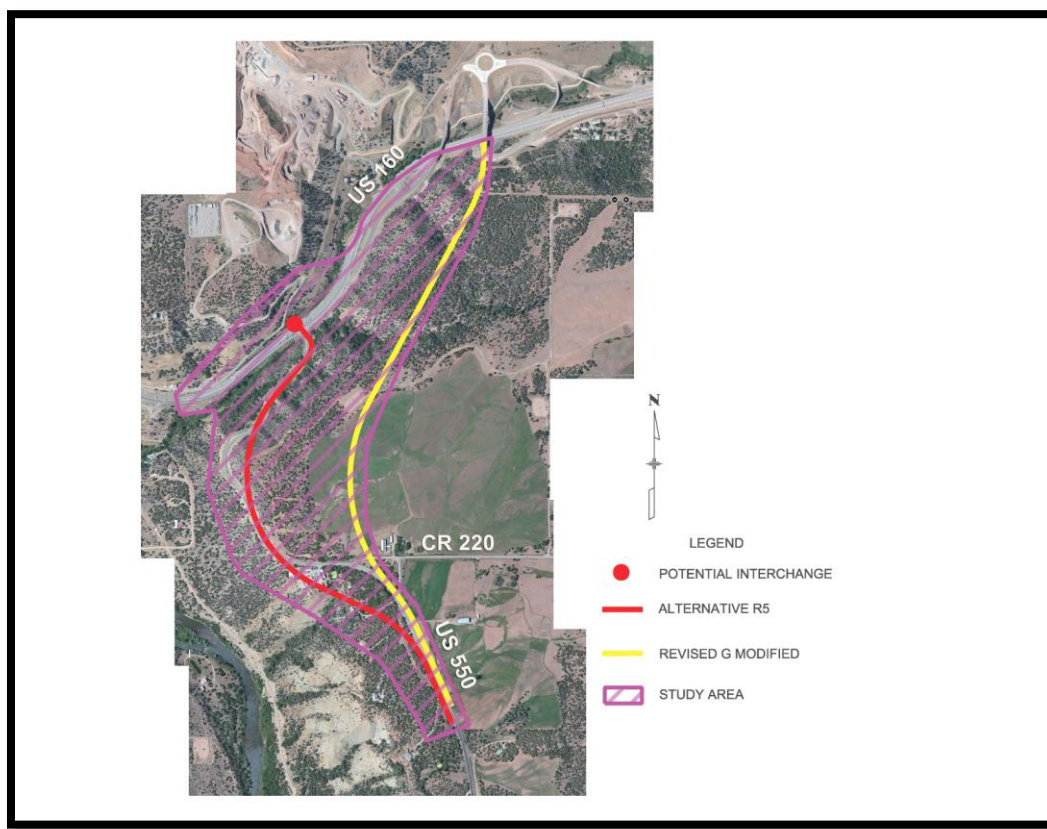 US 160
CR 220
US 550
N
LEGEND
POTENTIAL INTERCHANGE
ALTERNATIVE R5
REVISED G MODIFIED
STUDY AREA